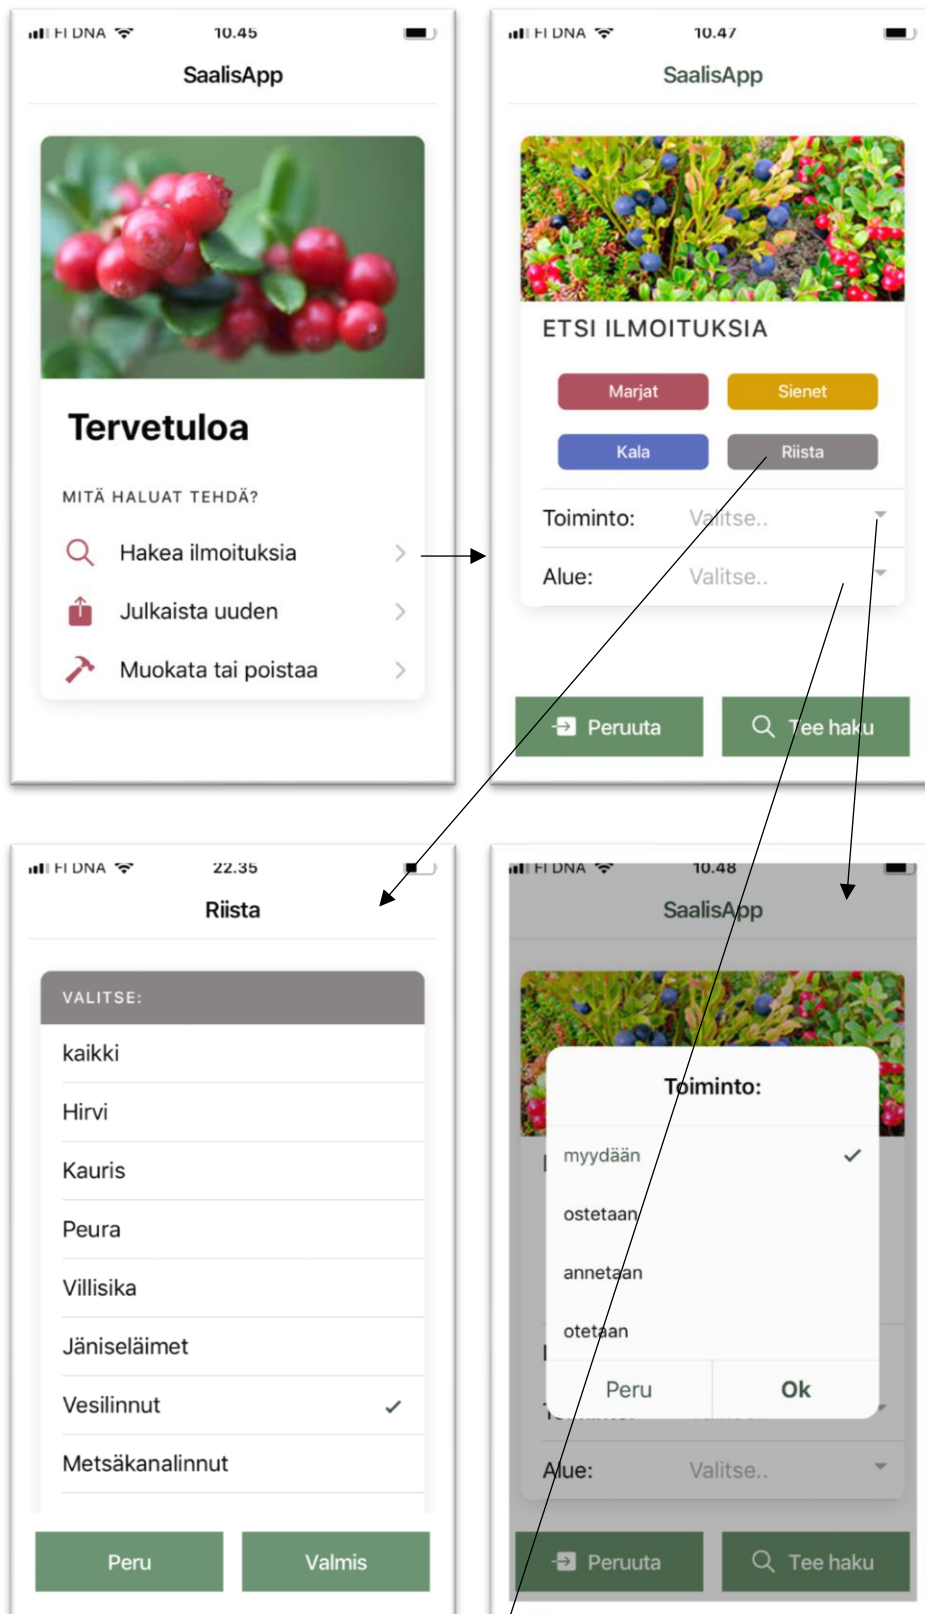 FI DNA 10.45
SaalisApp
Tervetuloa
MITÄ HALUAT TEHDÄ?
Hakea ilmoituksia
Julkaista uuden
Muokata tai poistaa
FI DNA 10.47
SaalisApp
ETSI ILMOITUKSIA
Marjat Sienet
Kala Riista
Toiminto: Valitse..
Alue: Valitse..
Peruuta Tee haku
FI DNA 22.35
Riista
VALITSE:
kaikki
Hirvi
Kauris
Peura
Villisika
Jäniseläimet
Vesilinnut
Metsäkanalinnut
Peru Valmis
FI DNA 10.48
SaalisApp
Toiminto:
myydään
ostetaan
annetaan
otetaan
Peru Ok
Alue: Valitse..
Peruuta Tee haku